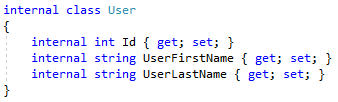 internal class User
{
    internal int Id { get; set; }
    internal string UserFirstName { get; set; }
    internal string UserLastName { get; set; }
}